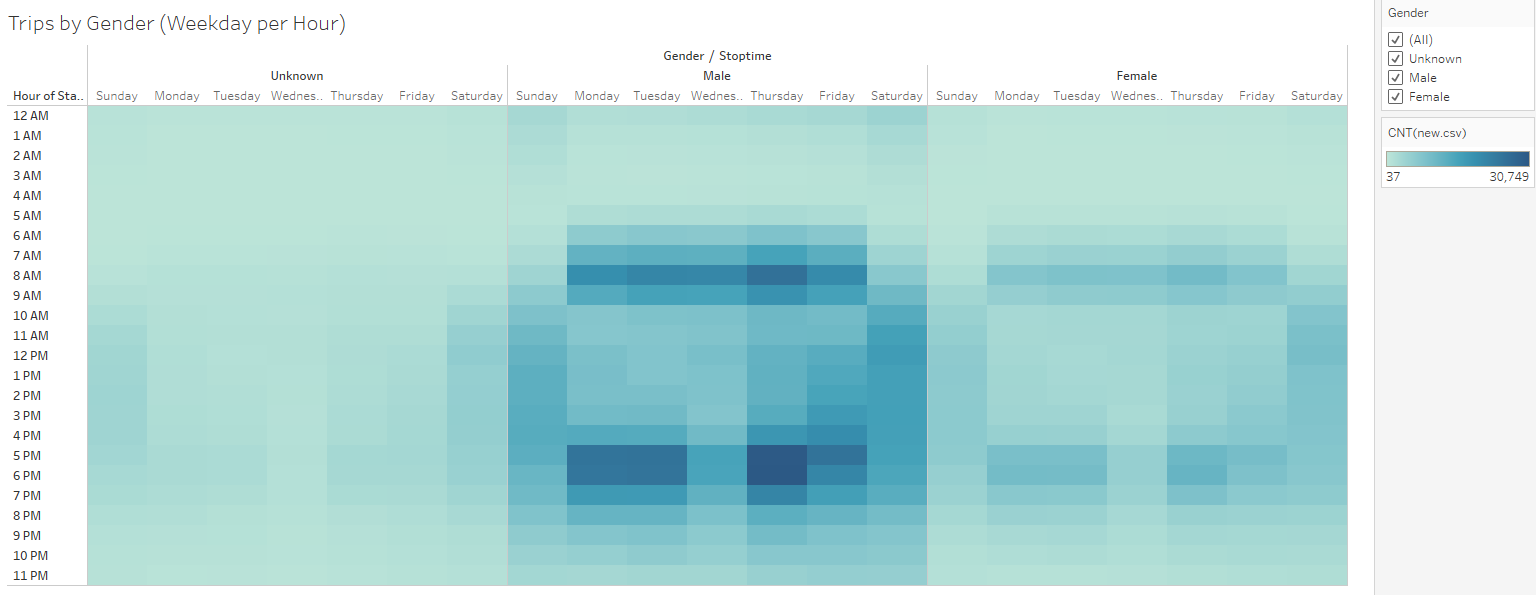 Trips by Gender (Weekday per Hour)
Gender / Stoptime
Unknown Male Female
Hour of Sta.. Sunday Monday Tuesday Wednes.. Thursday Friday Saturday Sunday Monday Tuesday Wednes.. Thursday Friday Saturday Sunday Monday Tuesday Wednes.. Thursday Friday Saturday
12 AM
1 AM
2 AM
3 AM
4 AM
5 AM
6 AM
7 AM
8 AM
9 AM
10 AM
11 AM
12 PM
1 PM
2 PM
3 PM
4 PM
5 PM
6 PM
7 PM
8 PM
9 PM
10 PM
11 PM
Gender
(All)
Unknown
Male
Female
CNT(new.csv)
37 30,749